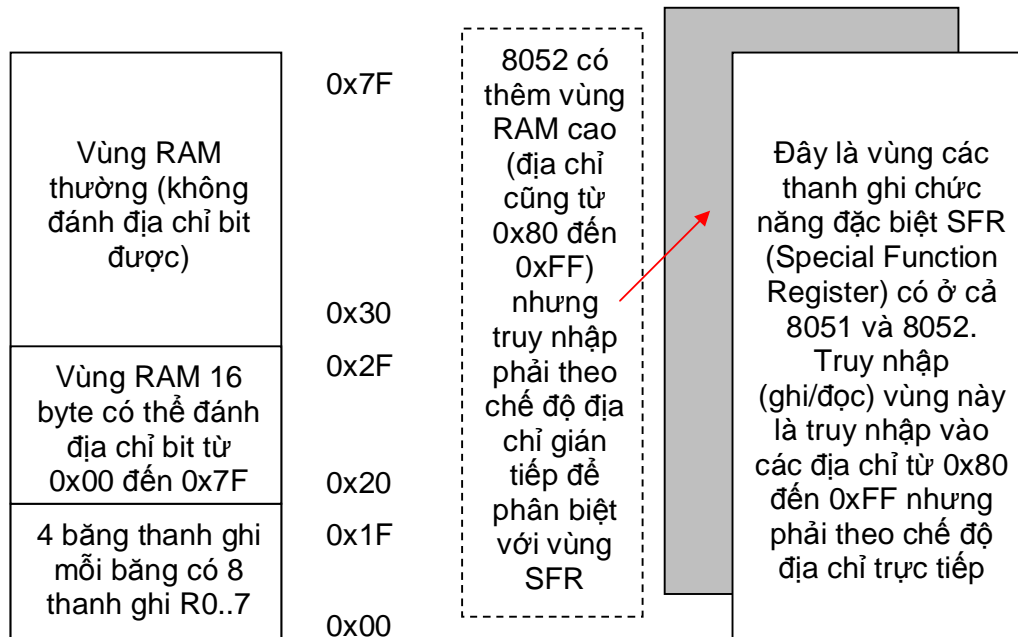 Vùng RAM
thường (không
đánh địa chỉ bit
được)
Vùng RAM 16
byte có thể đánh
địa chỉ bit từ
0x00 đến 0x7F
4 băng thanh ghi
mỗi băng có 8
thanh ghi R0..7
0x7F
0x30
0x2F
0x20
0x1F
0x00
8052 có
thêm vùng
RAM cao
(địa chỉ
cũng từ
0x80 đến
0xFF)
nhưng
truy nhập
phải theo
chế độ địa
chỉ gián
tiếp để
phân biệt
với vùng
SFR
Đây là vùng các
thanh ghi chức
năng đặc biệt SFR
(Special Function
Register) có ở cả
8051 và 8052.
Truy nhập
(ghi/đọc) vùng này
là truy nhập vào
các địa chỉ từ 0x80
đến 0xFF nhưng
phải theo chế độ
địa chỉ trực tiếp